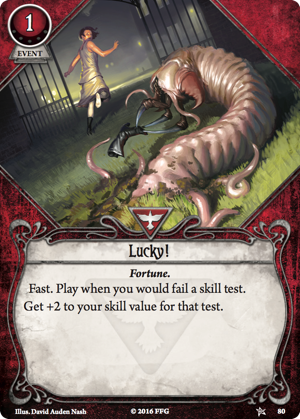 1
EVENT
Lucky!
Fortune.
Fast. Play when you would fail a skill test.
Get +2 to your skill value for that test.
Illus. David Auden Nash
© 2016 FFG
80